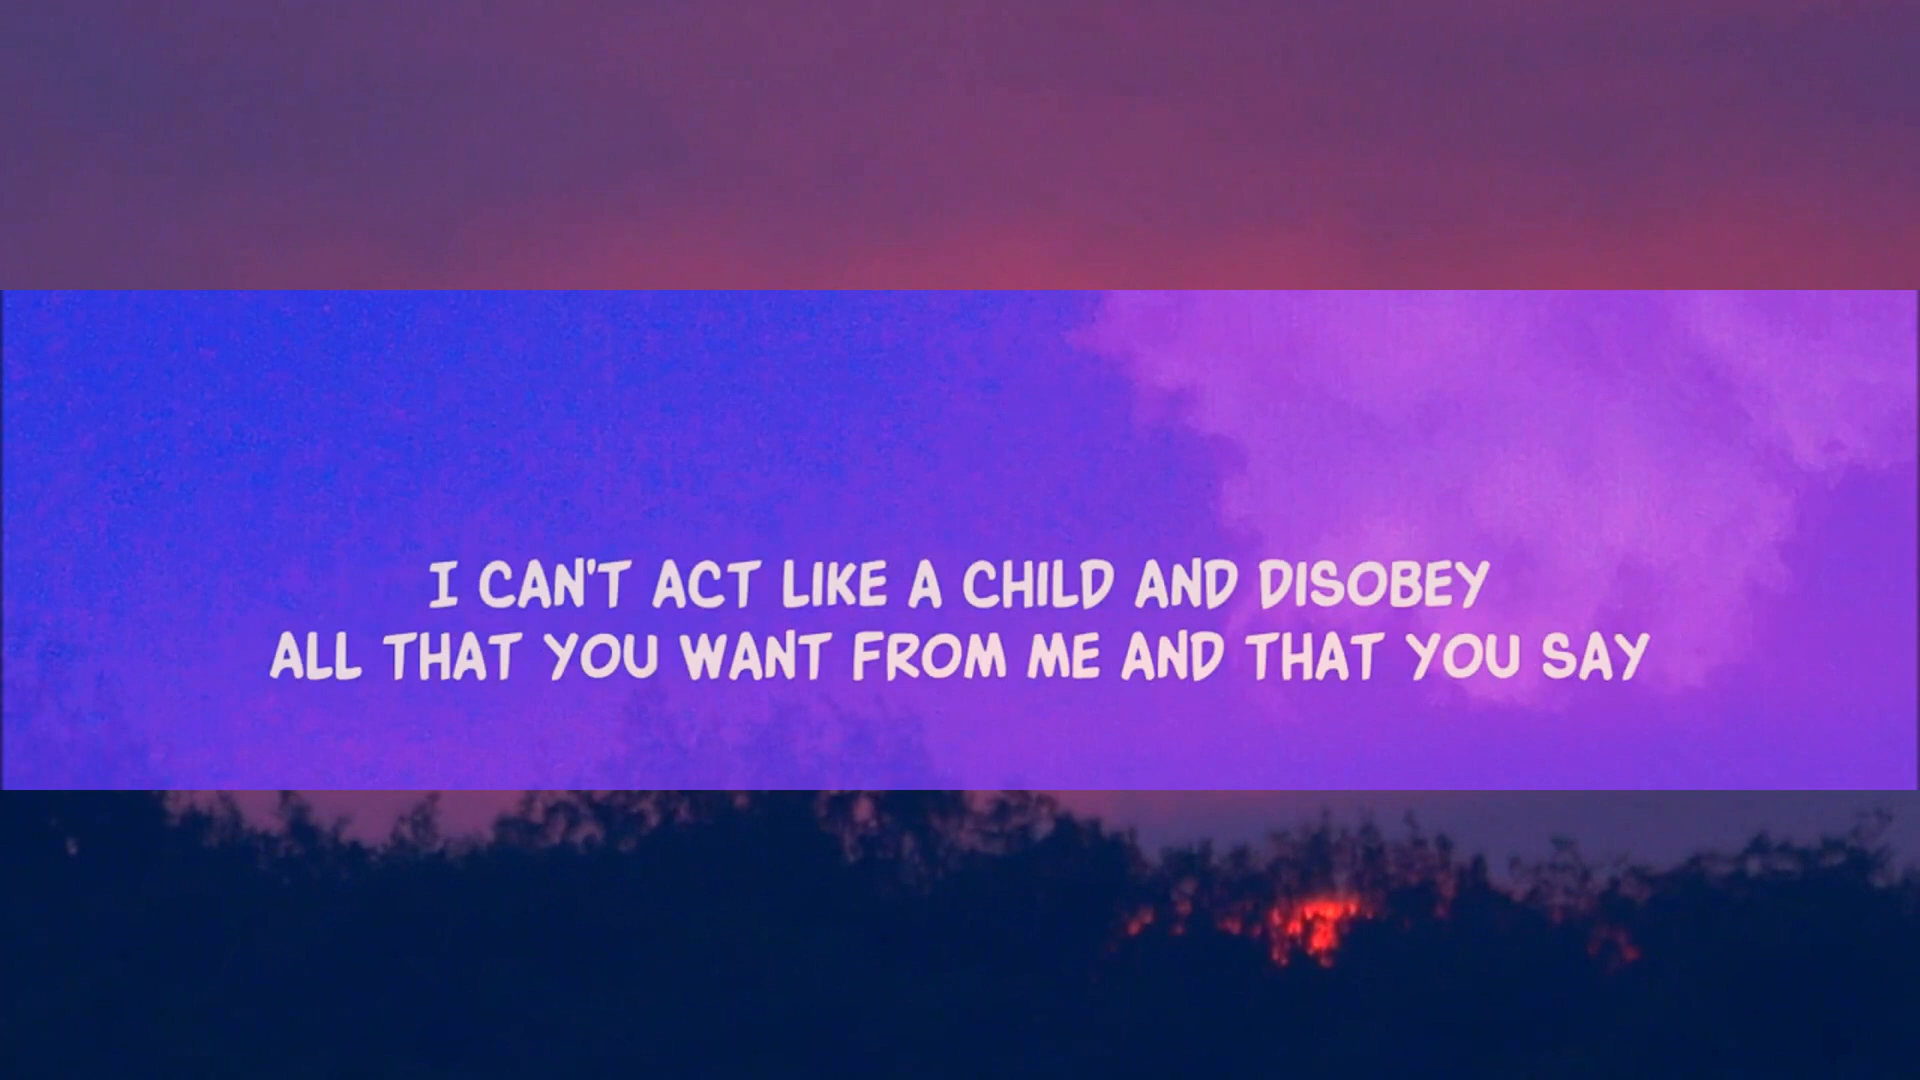 I CAN'T ACT LIKE A CHILD AND DISOBEY
ALL THAT YOU WANT FROM ME AND THAT YOU SAY